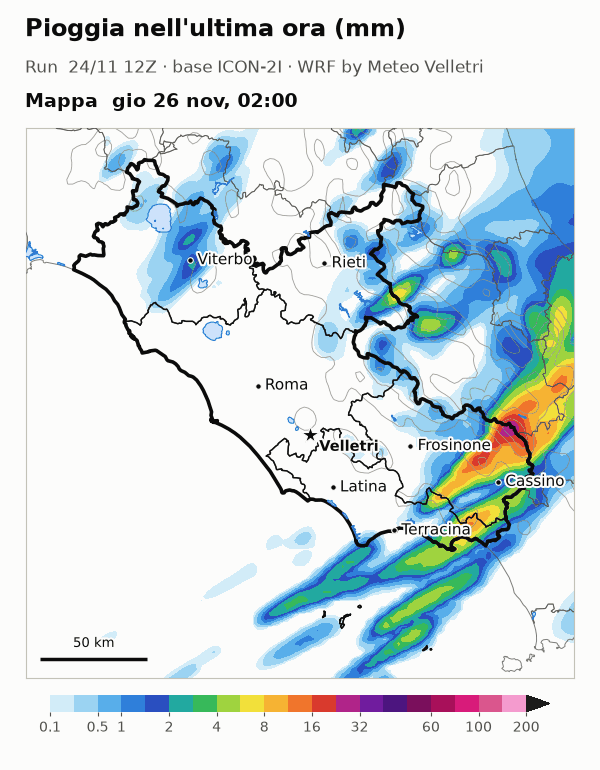 Pioggia nell'ultima ora (mm)
Run  24/11 12Z · base ICON-2I · WRF by Meteo Velletri
Mappa  gio 26 nov, 02:00
Viterbo
Rieti
Roma
Velletri
Frosinone
Cassino
Latina
Terracina
50 km
0.1 0.5 1 2 4 8 16 32 60 100 200